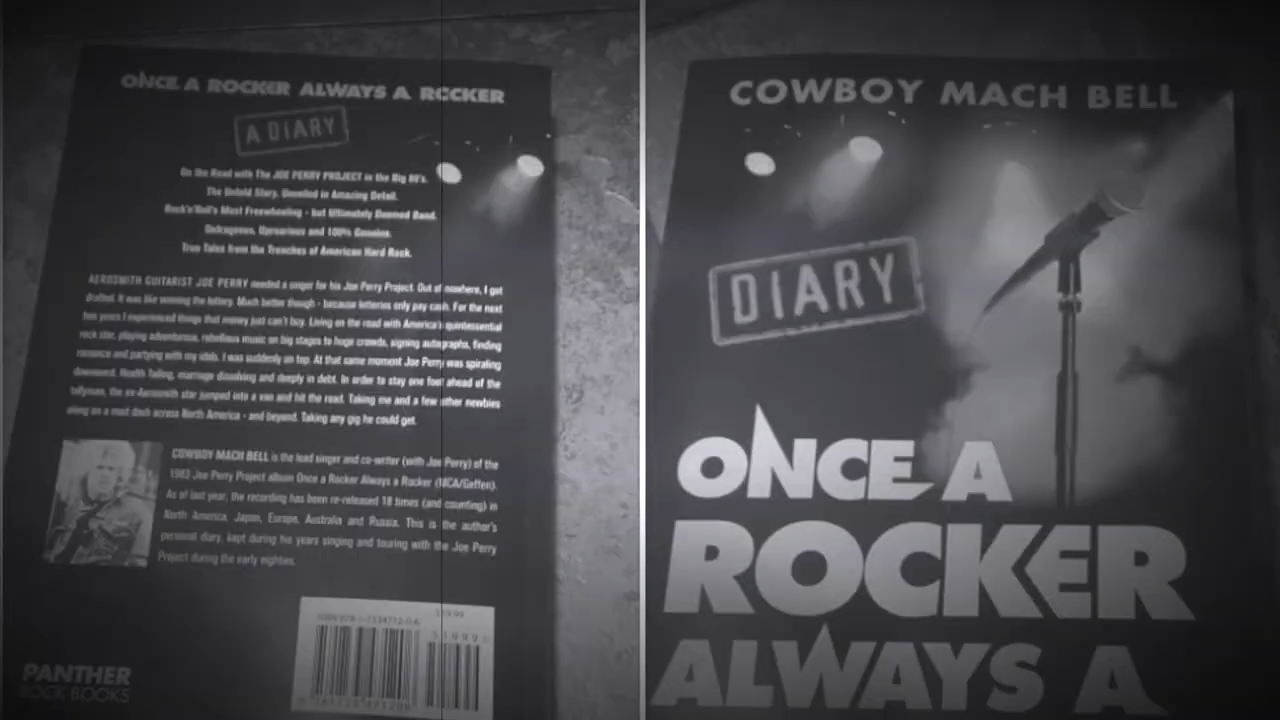 ONCE A ROCKER ALWAYS A ROCKER
A DIARY
On the Road with The JOE PERRY PROJECT in the Big 80's.
The Untold Story. Unveiled in Amazing Detail.
Rock'n'Roll's Most Freewheeling - but Ultimately Doomed Band.
Outrageous, Uproarious and 100% Genuine.
True Tales from the Trenches of American Hard Rock.
AEROSMITH GUITARIST JOE PERRY needed a singer for his Joe Perry Project. Out of nowhere, I got
drafted. It was like winning the lottery. Much better though - because lotteries only pay cash. For the next
two years I experienced things that money just can't buy. Living on the road with America's quintessential
rock star, playing adventurous, rebellious music on big stages to huge crowds, signing autographs, finding
romance and partying with my idols. I was suddenly on top. At that same moment Joe Perry was spiraling
downward. Health failing, marriage dissolving and deeply in debt. In order to stay one foot ahead of the
tallyman, the ex-Aerosmith star jumped into a van and hit the road. Taking me and a few other newbies
along on a mad dash across North America - and beyond. Taking any gig he could get.
COWBOY MACH BELL is the lead singer and co-writer (with Joe Perry) of the
1983 Joe Perry Project album Once a Rocker Always a Rocker (MCA/Geffen).
As of last year, the recording has been re-released 18 times (and counting) in
North America, Japan, Europe, Australia and Russia. This is the author's
personal diary, kept during his years singing and touring with the Joe Perry
Project during the early eighties.
$19.99
PANTHER
ROCK BOOKS
COWBOY MACH BELL
DIARY
ONCE A
ROCKER
ALWAYS A